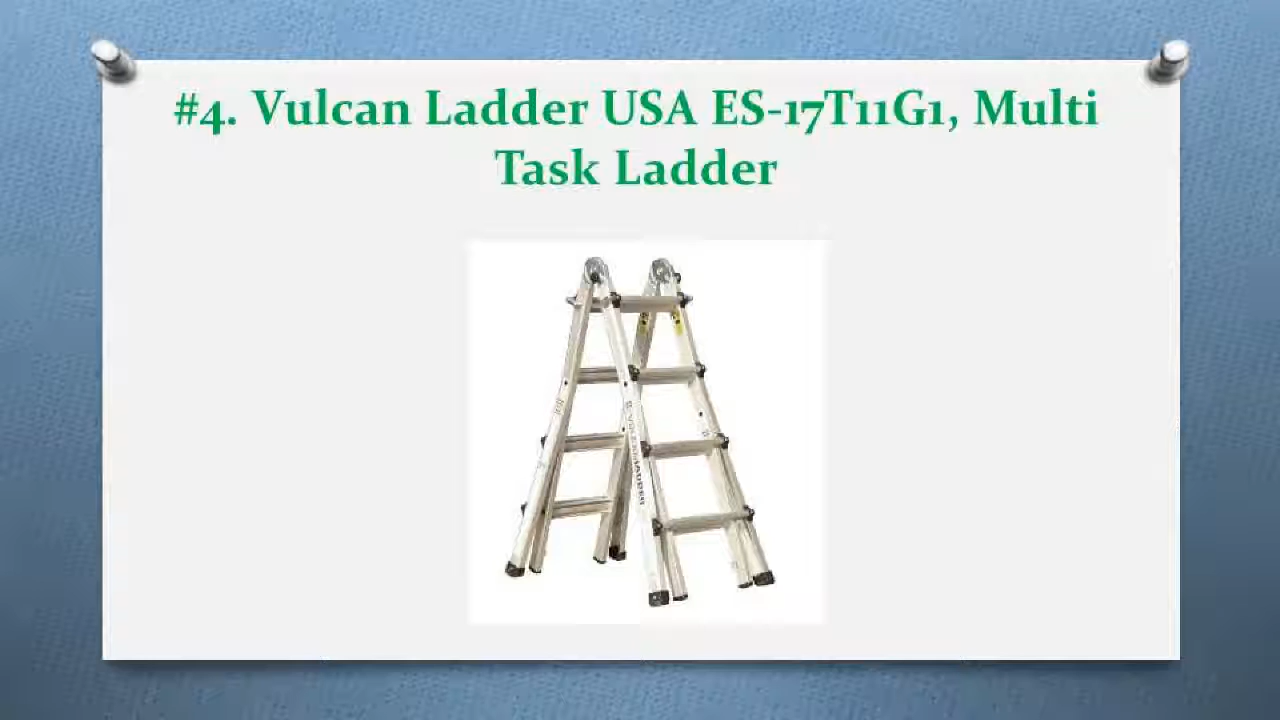 #4. Vulcan Ladder USA ES-17T11G1, Multi
Task Ladder